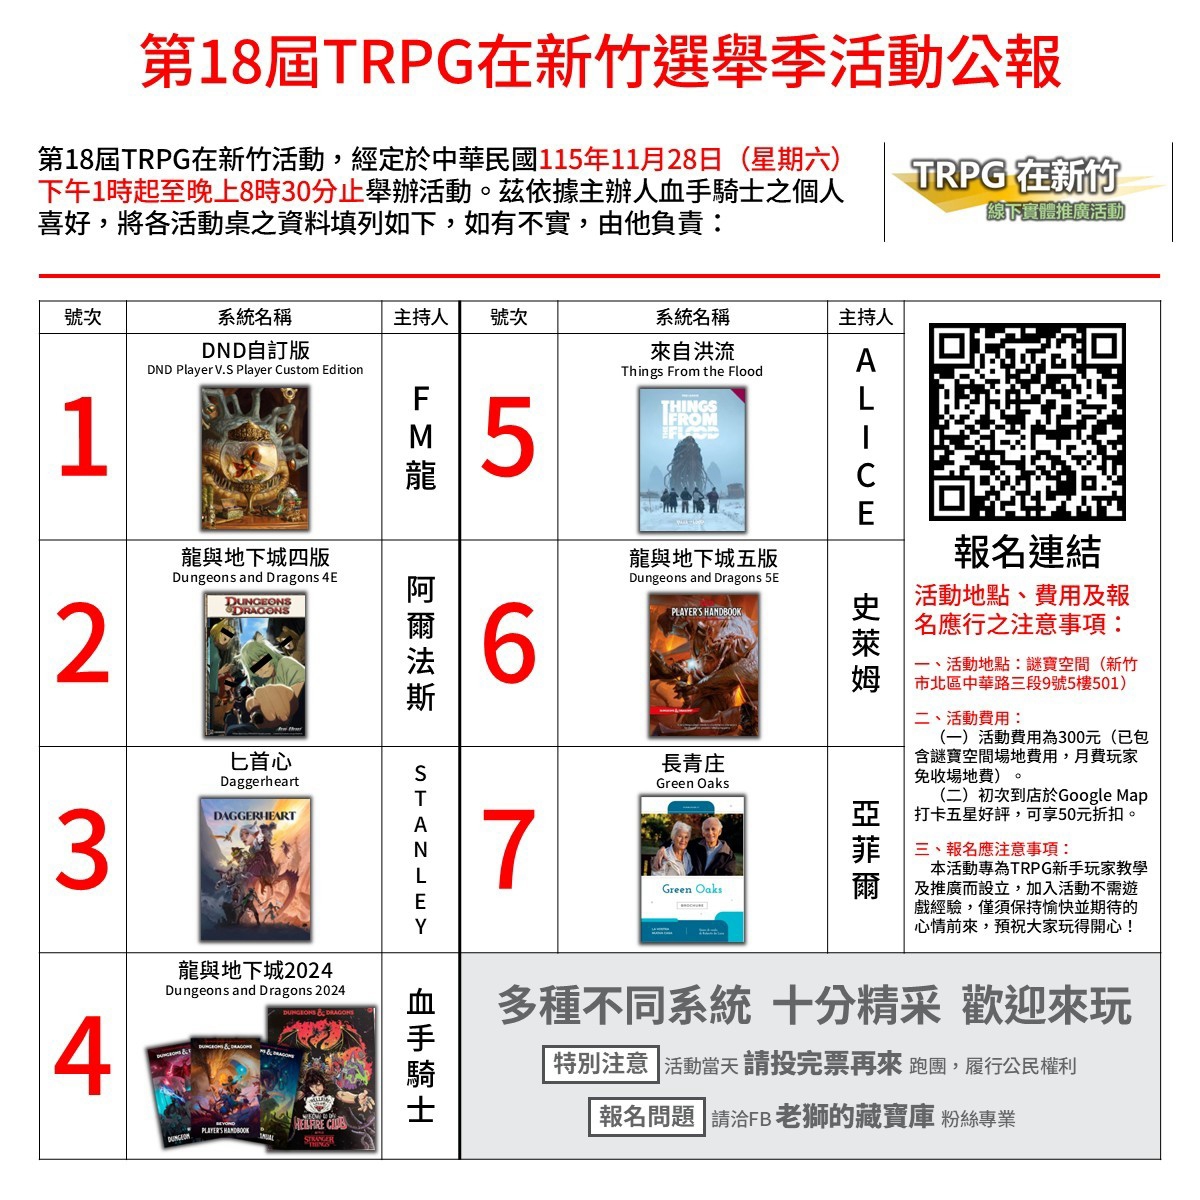 第18屆TRPG在新竹選舉季活動公報
第18屆TRPG在新竹活動，經定於中華民國115年11月28日（星期六）
下午1時起至晚上8時30分止舉辦活動。茲依據主辦人血手騎士之個人
喜好，將各活動桌之資料填列如下，如有不實，由他負責：
TRPG 在新竹
線下實體推廣活動
號次
系統名稱
主持人
1
DND自訂版
DND Player V.S Player Custom Edition
FM龍
2
龍與地下城四版
Dungeons and Dragons 4E
DUNGEONS
& DRAGONS
阿爾法斯
3
匕首心
Daggerheart
DAGGERHEART
STANLEY
4
龍與地下城2024
Dungeons and Dragons 2024
DUNGEONS & DRAGONS
DUNGEONS & DRAGONS
BEYOND
PLAYER'S HANDBOOK
HELLFIRE CLUB
STRANGER
THINGS
血手騎士
號次
系統名稱
主持人
5
來自洪流
Things From the Flood
THINGS
FROM
THE FLOOD
ALICE
6
龍與地下城五版
Dungeons and Dragons 5E
PLAYER'S HANDBOOK
DUNGEONS & DRAGONS
史萊姆
7
長青庄
Green Oaks
Green Oaks
BROCHURE
亞菲爾
報名連結
活動地點、費用及報
名應行之注意事項：
一、活動地點：謎寶空間（新竹
市北區中華路三段9號5樓501）
二、活動費用：
（一）活動費用為300元（已包
含謎寶空間場地費用，月費玩家
免收場地費）。
（二）初次到店於Google Map
打卡五星好評，可享50元折扣。
三、報名應注意事項：
本活動專為TRPG新手玩家教學
及推廣而設立，加入活動不需遊
戲經驗，僅須保持愉快並期待的
心情前來，預祝大家玩得開心！
多種不同系統 十分精采 歡迎來玩
特別注意 活動當天 請投完票再來 跑團，履行公民權利
報名問題 請洽FB 老獅的藏寶庫 粉絲專業